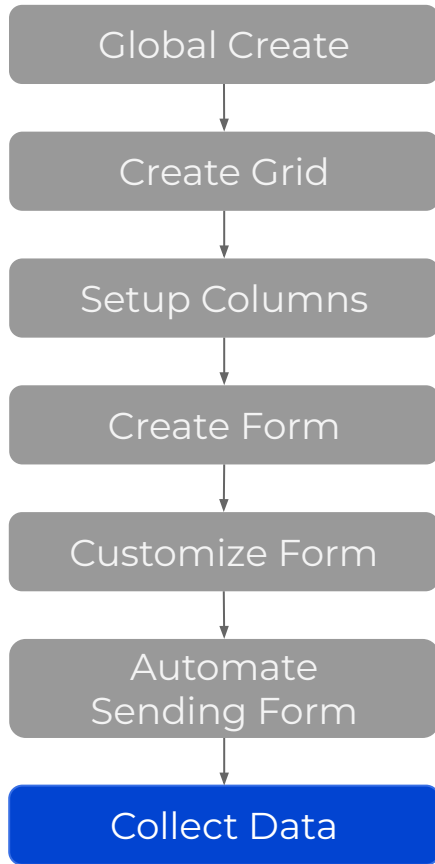 Global Create
Create Grid
Setup Columns
Create Form
Customize Form
Automate
Sending Form
Collect Data